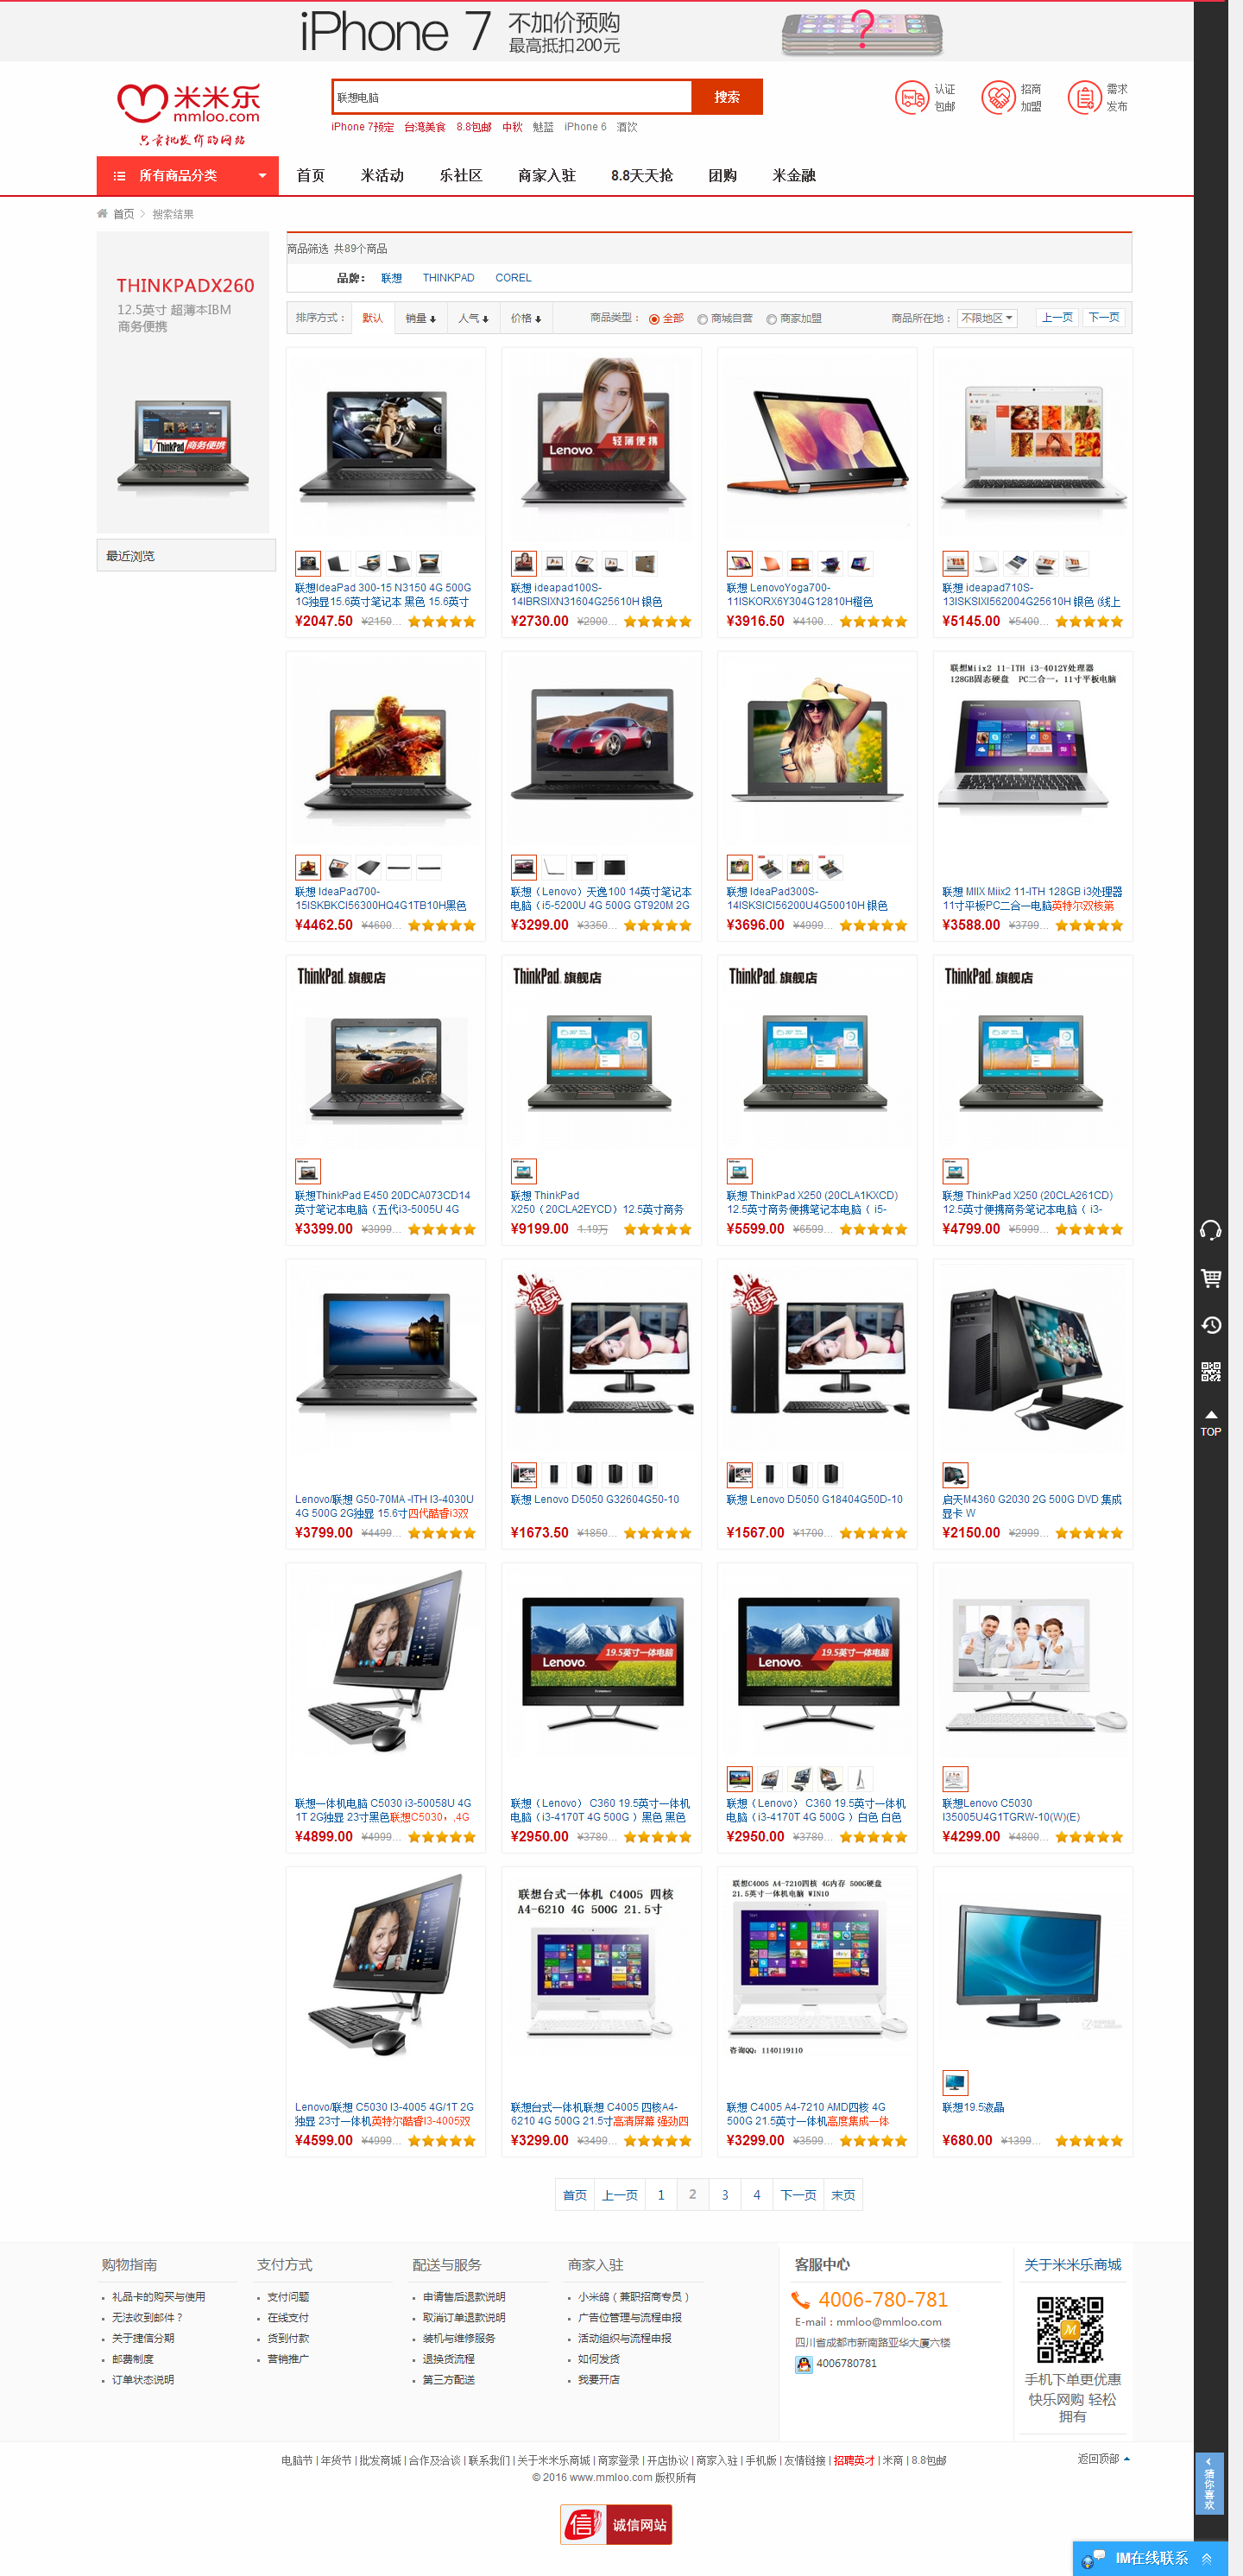 iPhone 7 不加价预购
最高抵扣200元
米米乐
mmloo.com
只卖批发价的网站
联想电脑
搜索
iPhone 7预定 台湾美食 8.8包邮 中秋 魅蓝 iPhone 6 酒饮
认证
包邮
招商
加盟
需求
发布
所有商品分类
首页 米活动 乐社区 商家入驻 8.8天天抢 团购 米金融
首页 搜索结果
THINKPADX260
12.5英寸 超薄本IBM
商务便携
ThinkPad 商务便携
最近浏览
商品筛选 共89个商品
品牌: 联想 THINKPAD COREL
排序方式: 默认 销量 人气 价格 商品类型: 全部 商城自营 商家加盟 商品所在地: 不限地区 上一页 下一页
Lenovo. 轻薄便携
联想IdeaPad 300-15 N3150 4G 500G
1G独显15.6英寸笔记本 黑色 15.6英寸
¥2047.50 ¥2150...
联想 ideapad100S-
14IBRSIXN31604G25610H 银色
¥2730.00 ¥2900...
联想 LenovoYoga700-
11ISKORX6Y304G12810H橙色
¥3916.50 ¥4100...
联想 ideapad710S-
13ISKSIXI562004G25610H 银色 (线上
¥5145.00 ¥5400...
联想Miix2 11-ITH i3-4012Y处理器
128GB固态硬盘 PC二合一, 11寸平板电脑
联想 IdeaPad700-
15ISKBKCI56300HQ4G1TB10H黑色
¥4462.50 ¥4600...
联想（Lenovo）天逸100 14英寸笔记本
电脑（i5-5200U 4G 500G GT920M 2G
¥3299.00 ¥3350...
联想 IdeaPad300S-
14ISKSICI56200U4G50010H 银色
¥3696.00 ¥4999...
联想 MIIX Miix2 11-ITH 128GB i3处理器
11寸平板PC二合一电脑英特尔双核第
¥3588.00 ¥3799...
ThinkPad 旗舰店
ThinkPad 旗舰店
ThinkPad 旗舰店
ThinkPad 旗舰店
联想ThinkPad E450 20DCA073CD14
英寸笔记本电脑（五代i3-5005U 4G
¥3399.00 ¥3999...
联想 ThinkPad
X250（20CLA2EYCD）12.5英寸商务
¥9199.00 1.19万
联想 ThinkPad X250 (20CLA1KXCD)
12.5英寸商务便携笔记本电脑（ i5-
¥5599.00 ¥6599...
联想 ThinkPad X250 (20CLA261CD)
12.5英寸便携商务笔记本电脑（ i3-
¥4799.00 ¥5999...
热卖
热卖
Lenovo/联想 G50-70MA -ITH I3-4030U
4G 500G 2G独显 15.6寸四代酷睿i3双
¥3799.00 ¥4499...
联想 Lenovo D5050 G32604G50-10
¥1673.50 ¥1850...
联想 Lenovo D5050 G18404G50D-10
¥1567.00 ¥1700...
启天M4360 G2030 2G 500G DVD 集成
显卡 W
¥2150.00 ¥2999...
19.5英寸一体电脑
Lenovo.
19.5英寸一体电脑
Lenovo.
联想一体机电脑 C5030 i3-50058U 4G
1T 2G独显 23寸黑色联想C5030，,4G
¥4899.00 ¥4999...
联想（Lenovo） C360 19.5英寸一体机
电脑（i3-4170T 4G 500G ）黑色 黑色
¥2950.00 ¥3780...
联想（Lenovo） C360 19.5英寸一体机
电脑（i3-4170T 4G 500G ）白色 白色
¥2950.00 ¥3780...
联想Lenovo C5030
I35005U4G1TGRW-10(W)(E)
¥4299.00 ¥4800...
联想台式一体机 C4005 四核
A4-6210 4G 500G 21.5寸
联想C4005 A4-7210四核 4G内存 500G硬盘
21.5英寸一体机电脑 WIN10
咨询QQ: 1140119110
Lenovo/联想 C5030 I3-4005 4G/1T 2G
独显 23寸一体机英特尔酷睿I3-4005双
¥4599.00 ¥4999...
联想台式一体机联想 C4005 四核A4-
6210 4G 500G 21.5寸高清屏幕 强劲四
¥3299.00 ¥3499...
联想 C4005 A4-7210 AMD四核 4G
500G 21.5英寸一体机高度集成一体
¥3299.00 ¥3599...
联想19.5液晶
¥680.00 ¥1399...
首页 上一页 1 2 3 4 下一页 末页
购物指南
礼品卡的购买与使用
无法收到邮件？
关于捷信分期
邮费制度
订单状态说明
支付方式
支付问题
在线支付
货到付款
营销推广
配送与服务
申请售后退款说明
取消订单退款说明
装机与维修服务
退换货流程
第三方配送
商家入驻
小米鸽（兼职招商专员）
广告位管理与流程申报
活动组织与流程申报
如何发货
我要开店
客服中心
4006-780-781
E-mail：mmloo@mmloo.com
四川省成都市新南路亚华大厦六楼
4006780781
关于米米乐商城
手机下单更优惠
快乐网购 轻松
拥有
电脑节 | 年货节 | 批发商城 | 合作及洽谈 | 联系我们 | 关于米米乐商城 | 商家登录 | 开店协议 | 商家入驻 | 手机版 | 友情链接 | 招聘英才 | 米商 | 8.8包邮
© 2016 www.mmloo.com 版权所有
返回顶部
信 诚信网站
TOP
猜你喜欢
IM在线联系